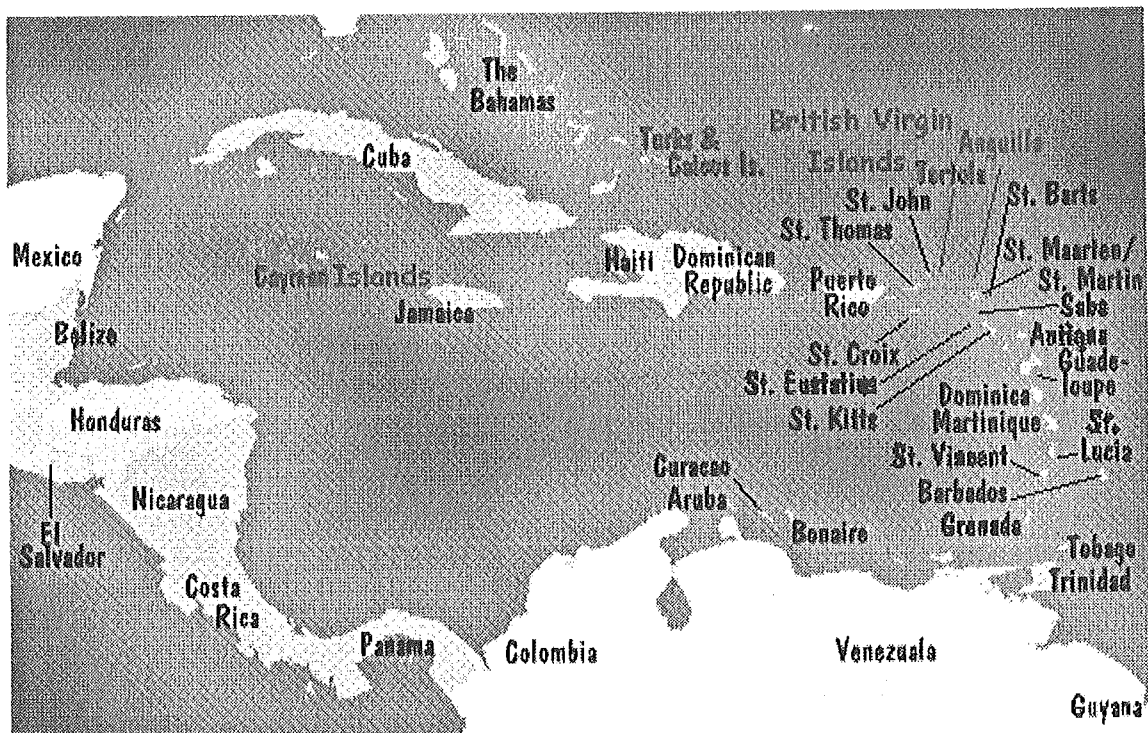 The
Bahamas
British Virgin
Islands
Anguilla
Turks &
Caicos Is.
Tortola
Cuba
St. John
St. Barts
St. Thomas
St. Maarten/
St. Martin
Mexico
Haiti
Dominican
Republic
Cayman Islands
Puerto
Rico
Saba
Jamaica
Belize
Antigua
St. Croix
Guade-
loupe
St. Eustatius
Dominica
Honduras
St. Kitts
Martinique
St.
Lucia
St. Vincent
Curacao
Aruba
Barbados
Nicaragua
Grenada
Bonaire
El
Salvador
Tobago
Trinidad
Costa
Rica
Panama
Colombia
Venezuala
Guyana